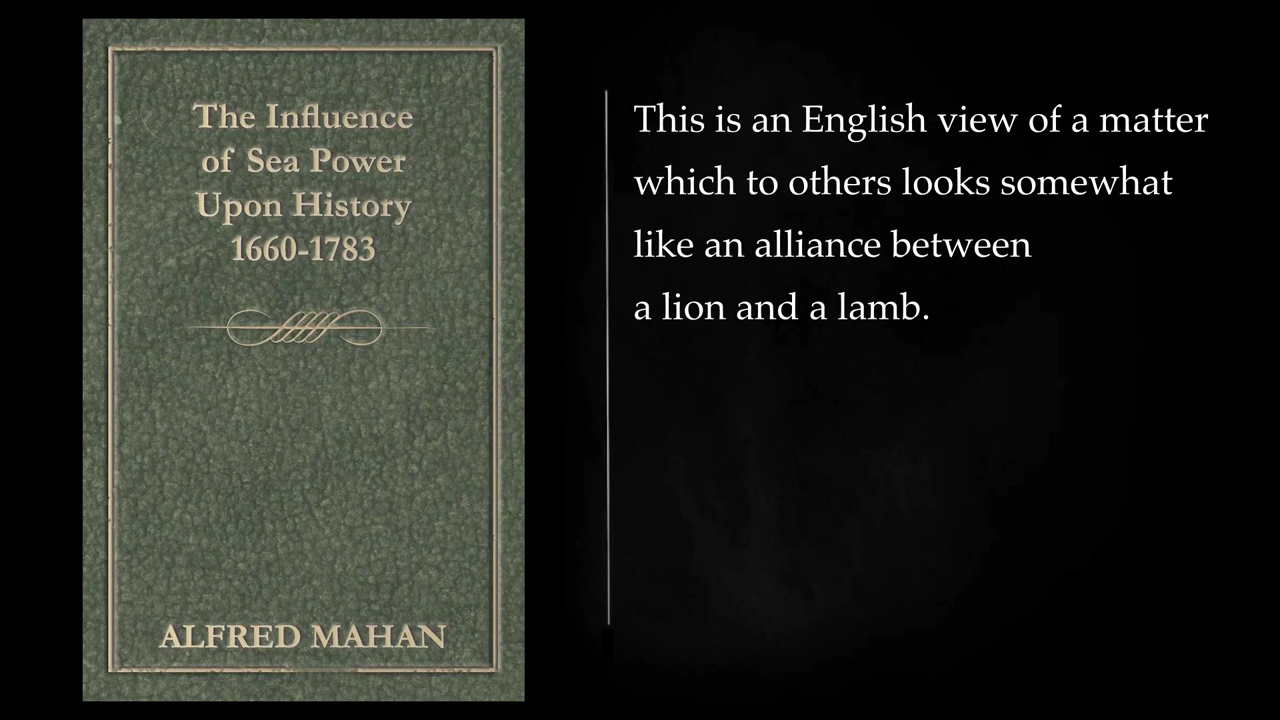 The Influence
of Sea Power
Upon History
1660-1783
ALFRED MAHAN
This is an English view of a matter
which to others looks somewhat
like an alliance between
a lion and a lamb.